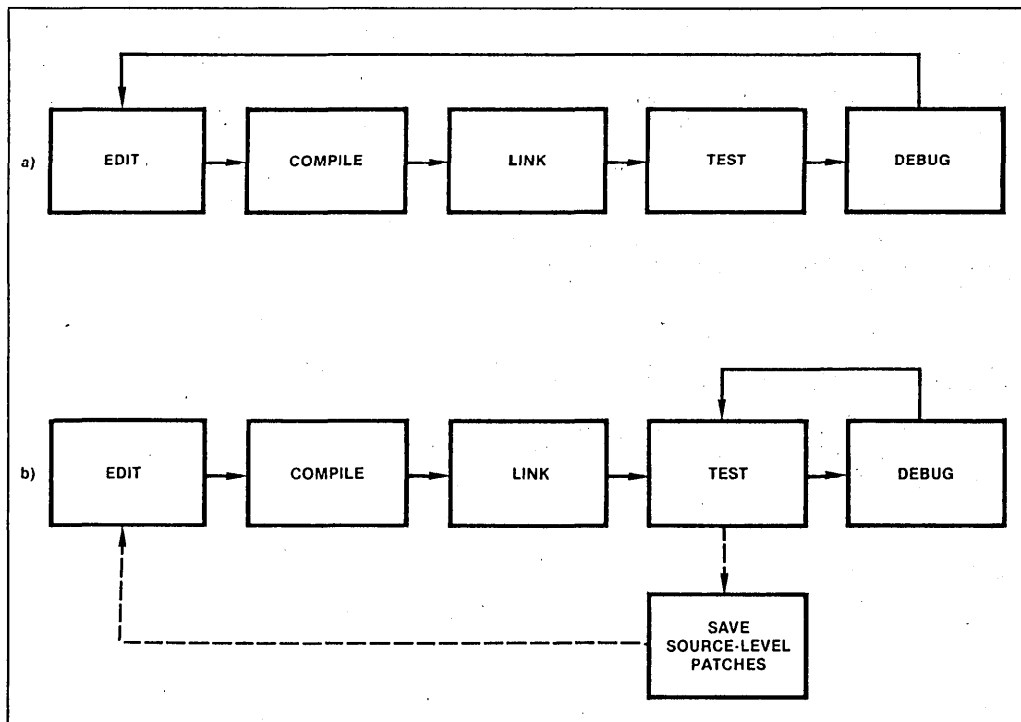 a)
EDIT
COMPILE
LINK
TEST
DEBUG
b)
EDIT
COMPILE
LINK
TEST
DEBUG
SAVE
SOURCE-LEVEL
PATCHES